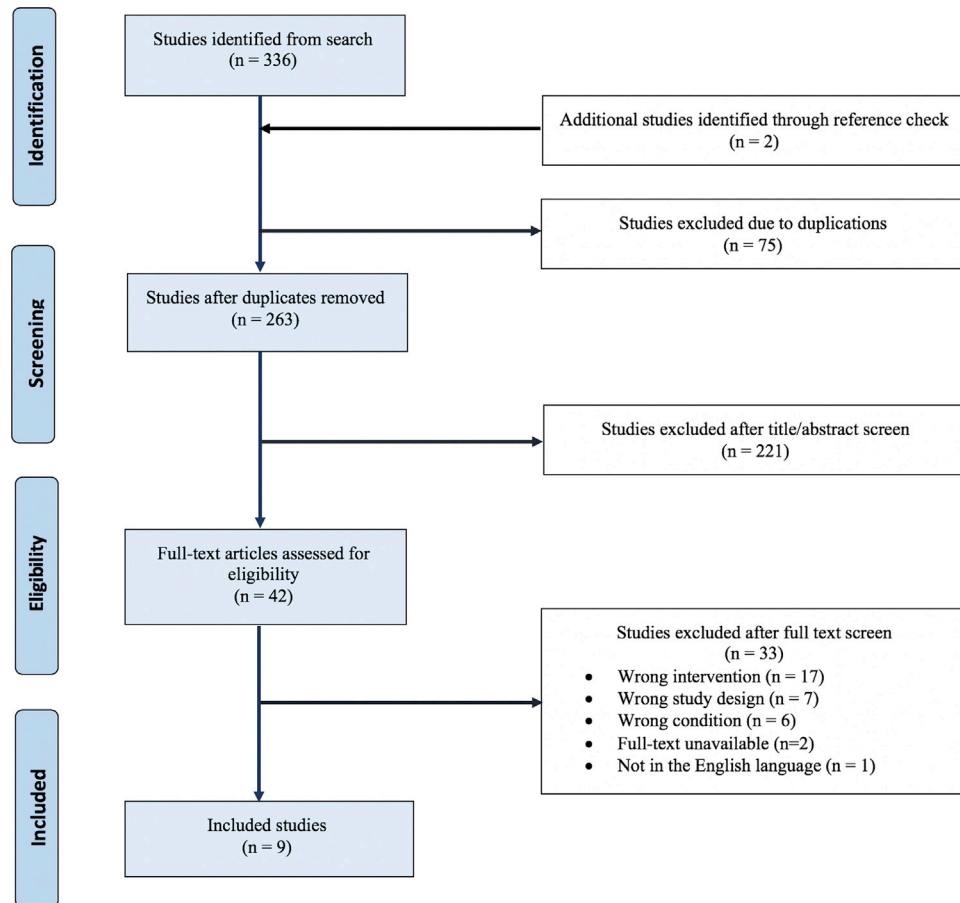 Identification
Studies identified from search
(n = 336)
Additional studies identified through reference check
(n = 2)
Studies excluded due to duplications
(n = 75)
Screening
Studies after duplicates removed
(n = 263)
Studies excluded after title/abstract screen
(n = 221)
Eligibility
Full-text articles assessed for
eligibility
(n = 42)
Studies excluded after full text screen
(n = 33)
• Wrong intervention (n = 17)
• Wrong study design (n = 7)
• Wrong condition (n = 6)
• Full-text unavailable (n=2)
• Not in the English language (n = 1)
Included
Included studies
(n = 9)